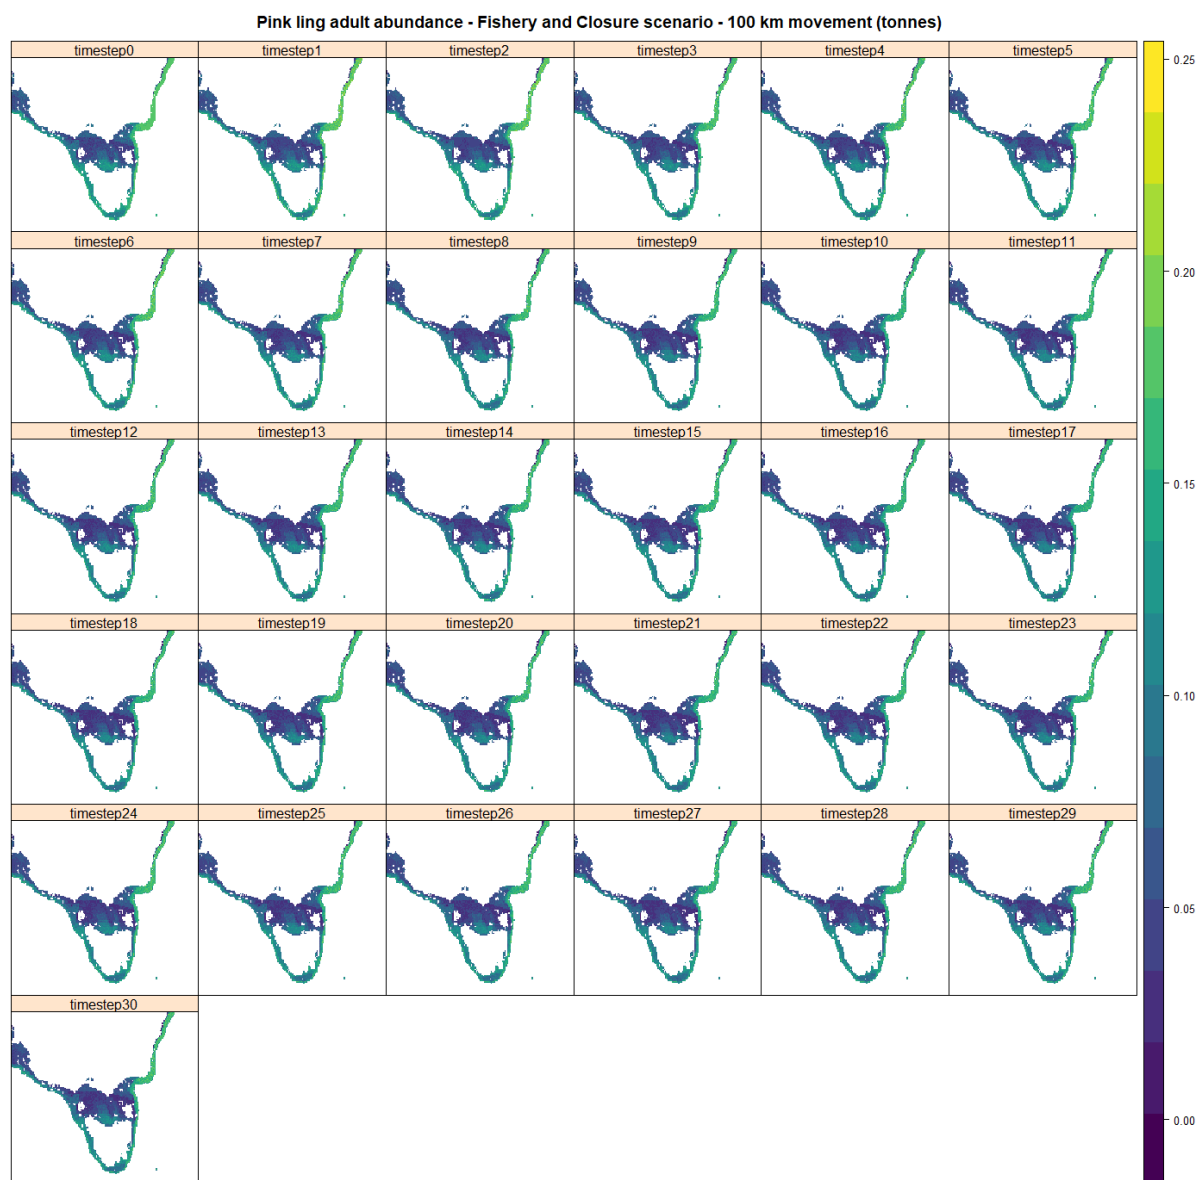 Pink ling adult abundance - Fishery and Closure scenario - 100 km movement (tonnes)
timestep0 timestep1 timestep2 timestep3 timestep4 timestep5
timestep6 timestep7 timestep8 timestep9 timestep10 timestep11
timestep12 timestep13 timestep14 timestep15 timestep16 timestep17
timestep18 timestep19 timestep20 timestep21 timestep22 timestep23
timestep24 timestep25 timestep26 timestep27 timestep28 timestep29
timestep30
0.25
0.20
0.15
0.10
0.05
0.00